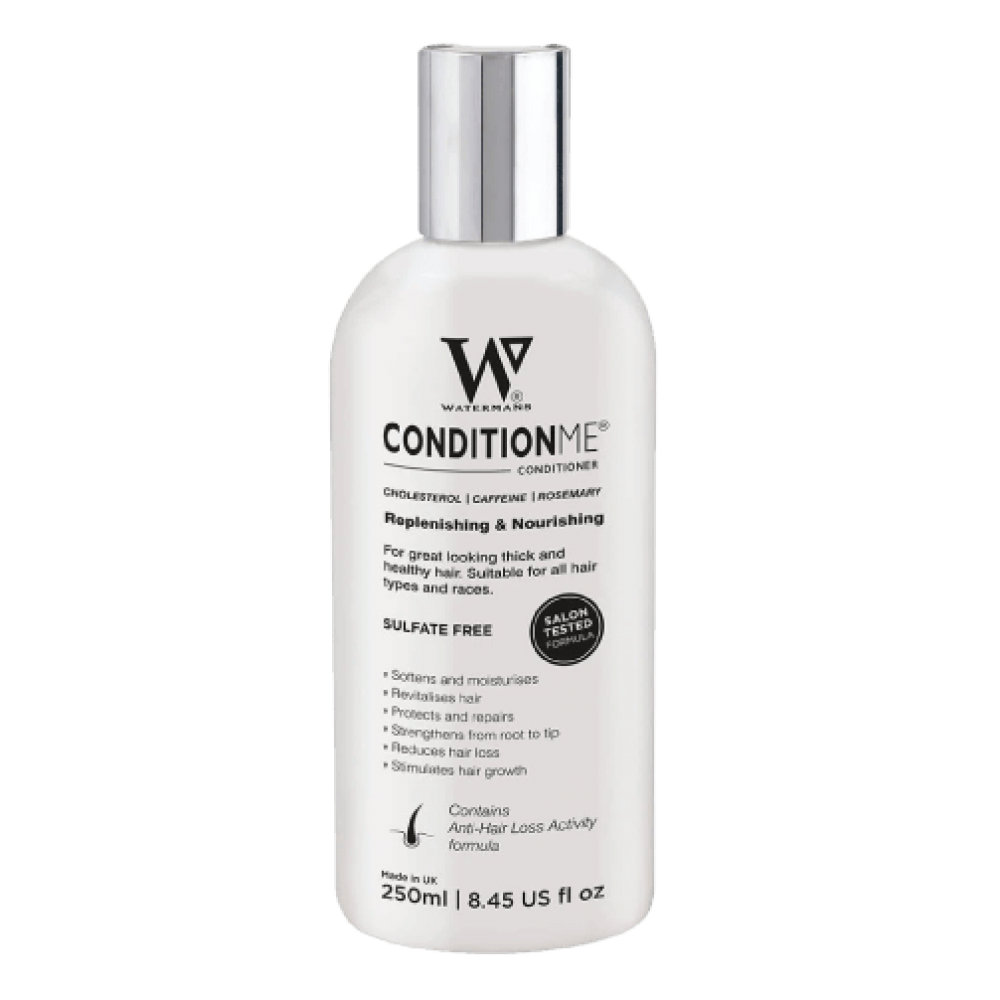 W®
WATERMANS
CONDITIONME®
CONDITIONER
CHOLESTEROL | CAFFEINE | ROSEMARY
Replenishing & Nourishing
For great looking thick and
healthy hair. Suitable for all hair
types and races.
SULFATE FREE
SALON
TESTED
FORMULA
• Softens and moisturises
• Revitalises hair
• Protects and repairs
• Strengthens from root to tip
• Reduces hair loss
• Stimulates hair growth
Contains
Anti-Hair Loss Activity
formula
Made in UK
250ml | 8.45 US fl oz